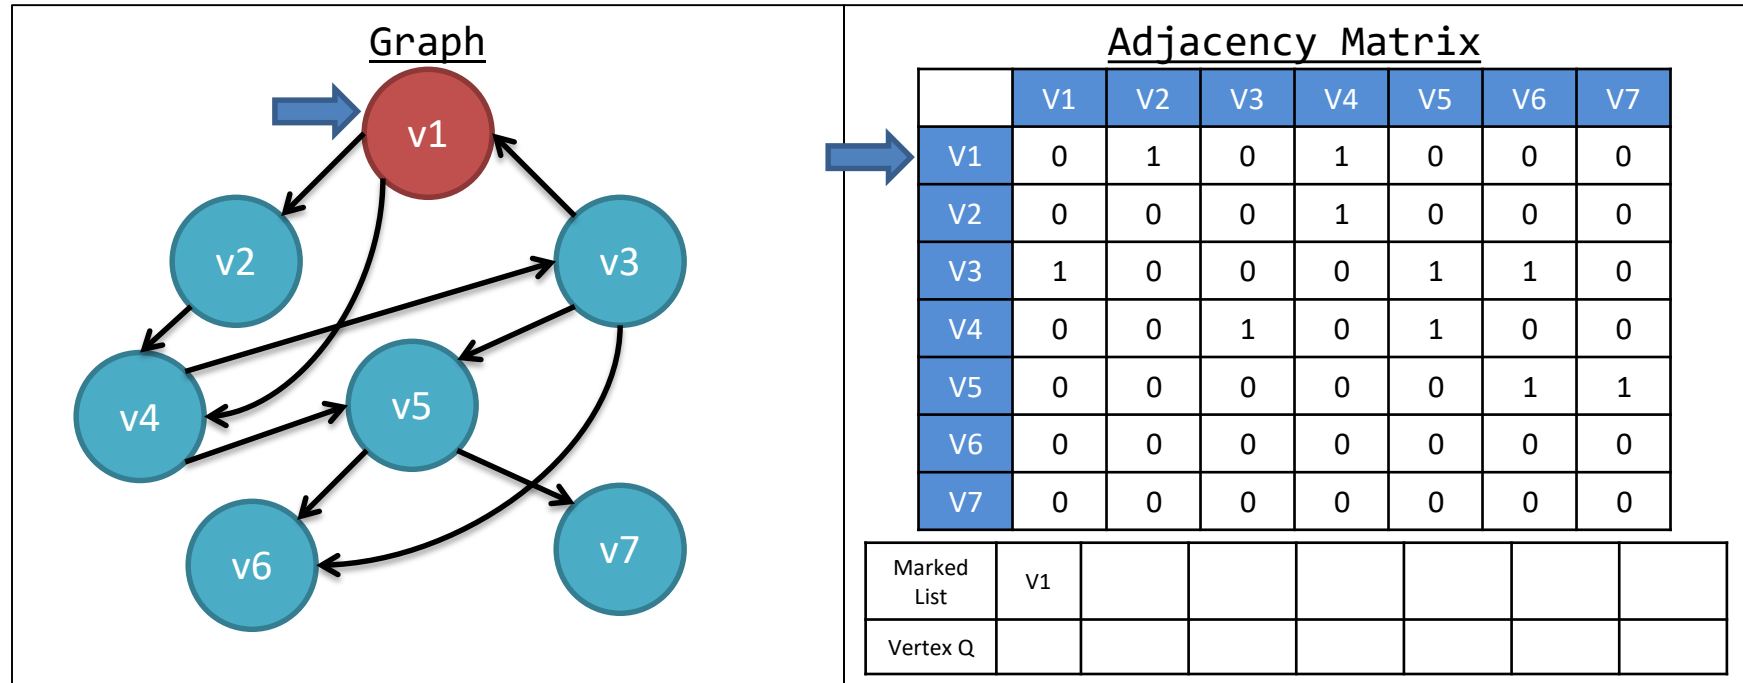 Graph
v1
v2
v3
v4
v5
v6
v7
Adjacency Matrix
V1 V2 V3 V4 V5 V6 V7
V1 0 1 0 1 0 0 0
V2 0 0 0 1 0 0 0
V3 1 0 0 0 1 1 0
V4 0 0 1 0 1 0 0
V5 0 0 0 0 0 1 1
V6 0 0 0 0 0 0 0
V7 0 0 0 0 0 0 0
Marked
List
V1
Vertex Q